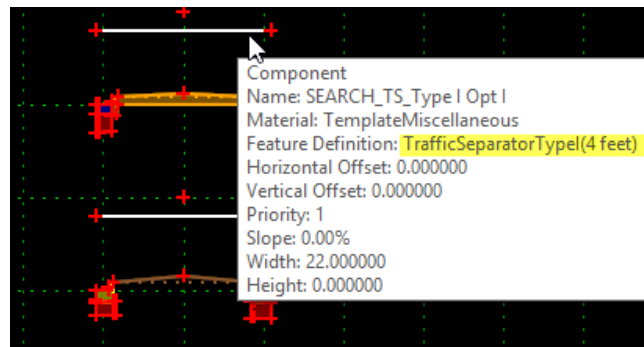 Component
Name: SEARCH_TS_Type I Opt I
Material: TemplateMiscellaneous
Feature Definition: TrafficSeparatorTypeI(4 feet)
Horizontal Offset: 0.000000
Vertical Offset: 0.000000
Priority: 1
Slope: 0.00%
Width: 22.000000
Height: 0.000000